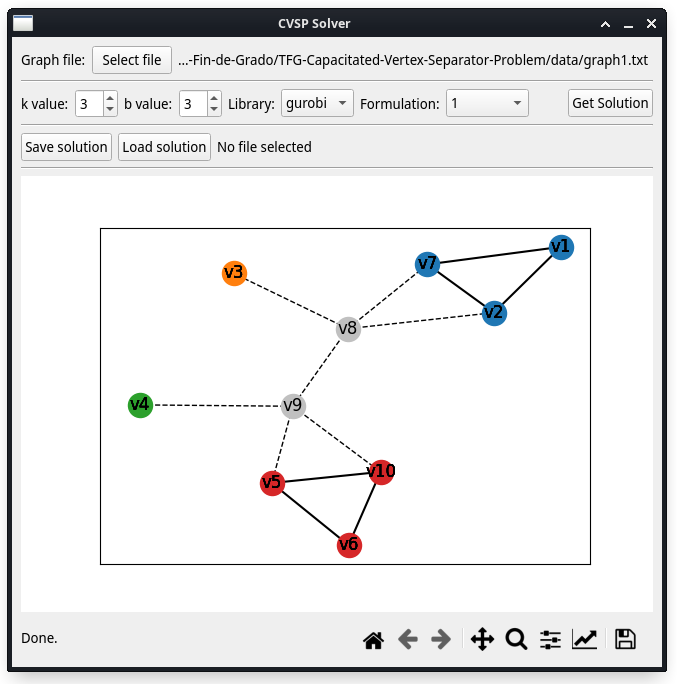 CVSP Solver
Graph file: Select file ...-Fin-de-Grado/TFG-Capacitated-Vertex-Separator-Problem/data/graph1.txt
k value: 3 b value: 3 Library: gurobi Formulation: 1 Get Solution
Save solution Load solution No file selected
v1
v7
v3
v2
v8
v4
v9
v10
v5
v6
Done.